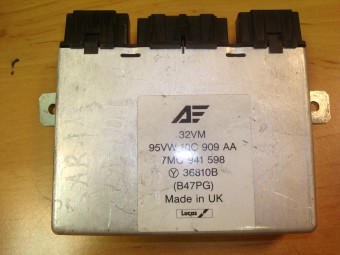 AE
32VM
95VW 10C 909 AA
7M0 941 598
Y 36810B
(B47PG)
Made in UK
Lucas